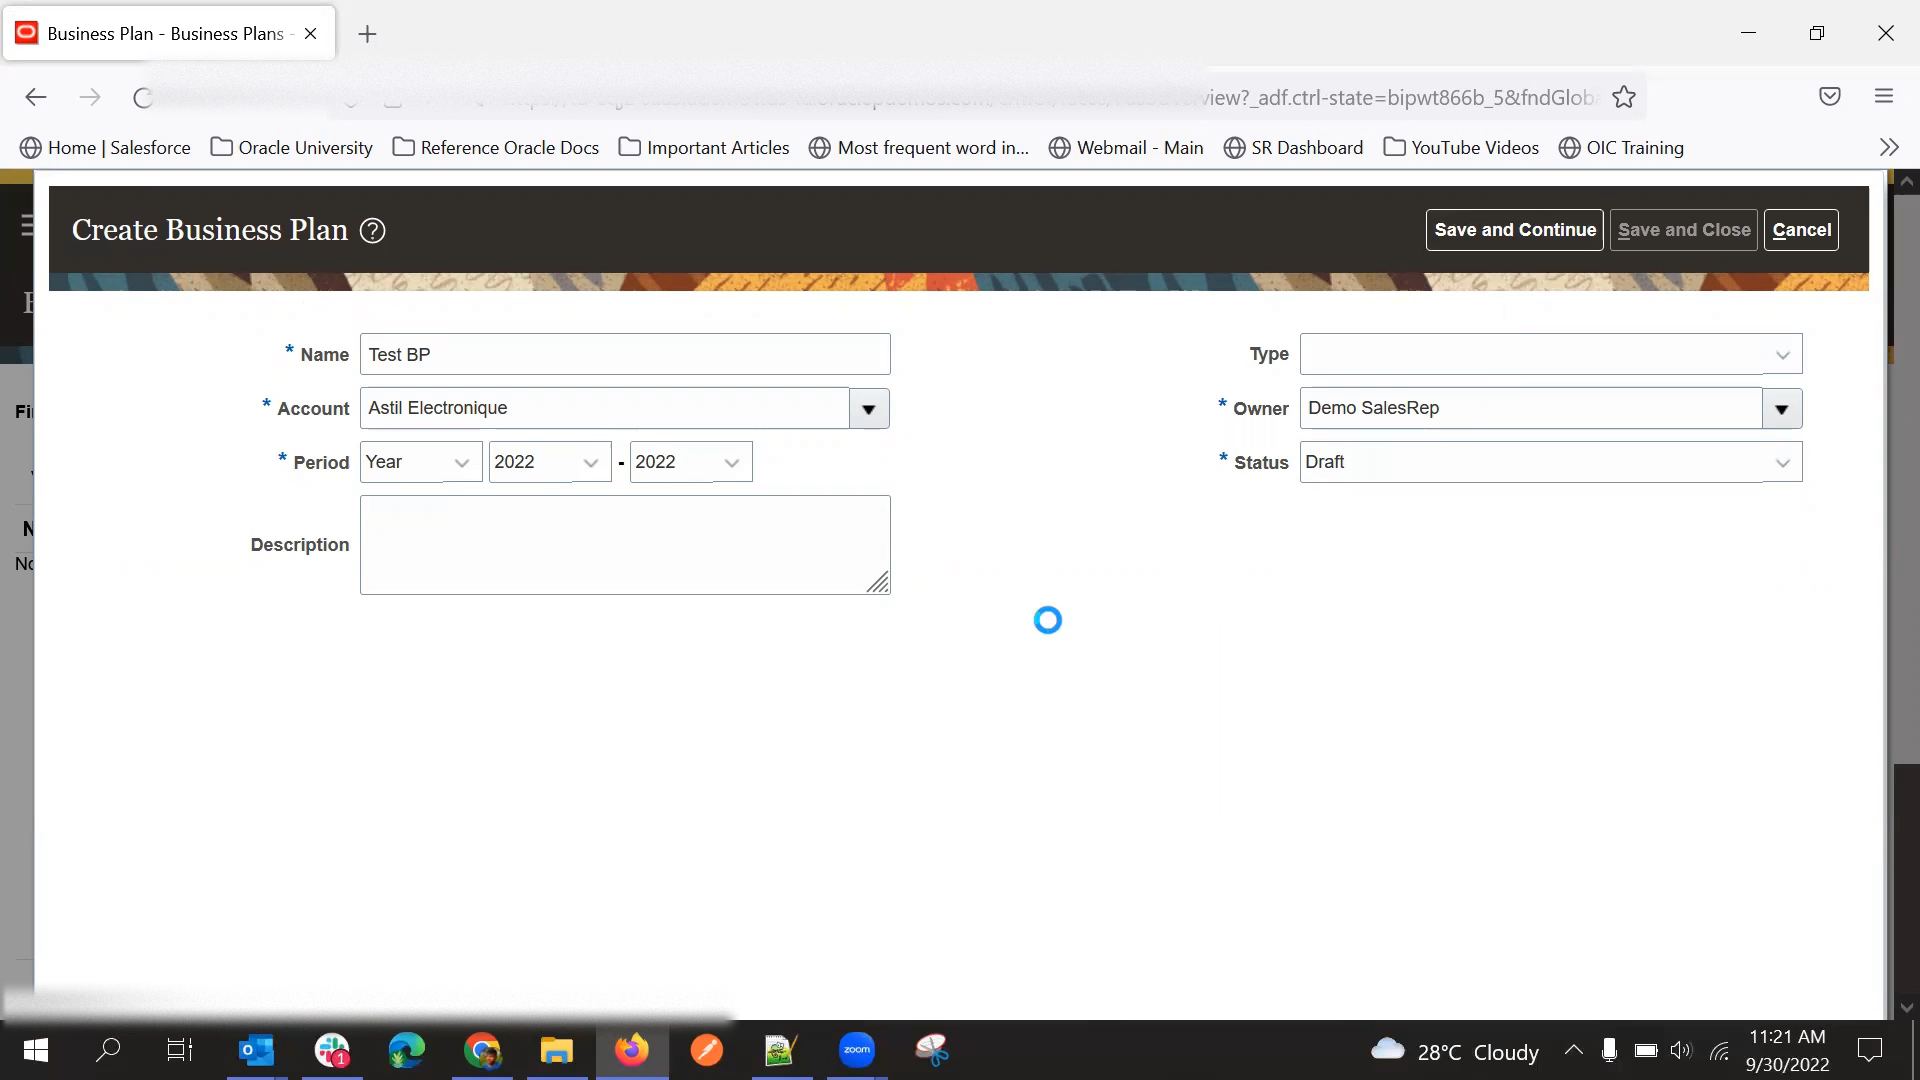 Business Plan - Business Plans -
view?_adf.ctrl-state=bipwt866b_5&fndGloba
Home | Salesforce Oracle University Reference Oracle Docs Important Articles Most frequent word in... Webmail - Main SR Dashboard YouTube Videos OIC Training
Create Business Plan ? Save and Continue Save and Close Cancel
* Name Test BP Type
* Account Astil Electronique * Owner Demo SalesRep
* Period Year 2022 - 2022 * Status Draft
Description
zoom
1
28°C Cloudy
11:21 AM
9/30/2022